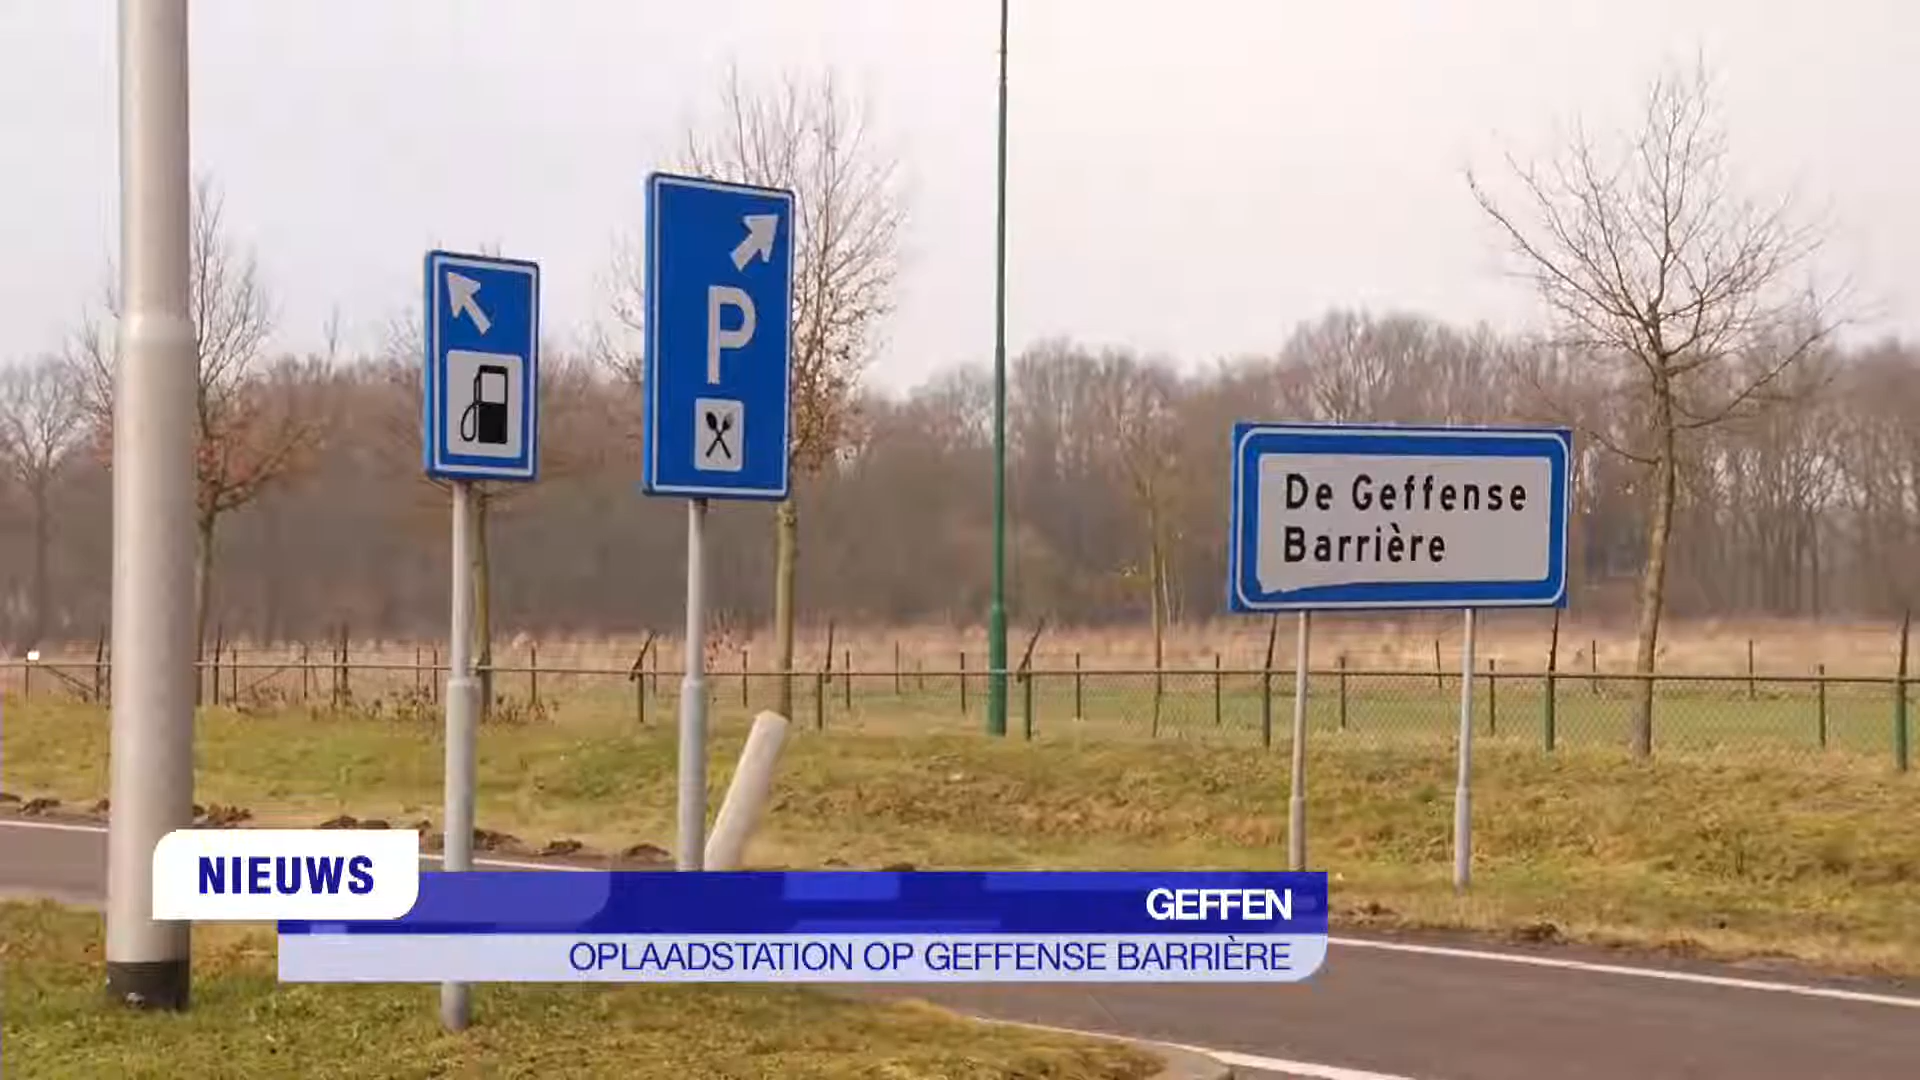 P
De Geffense
Barrière
NIEUWS
GEFFEN
OPLAADSTATION OP GEFFENSE BARRIÈRE